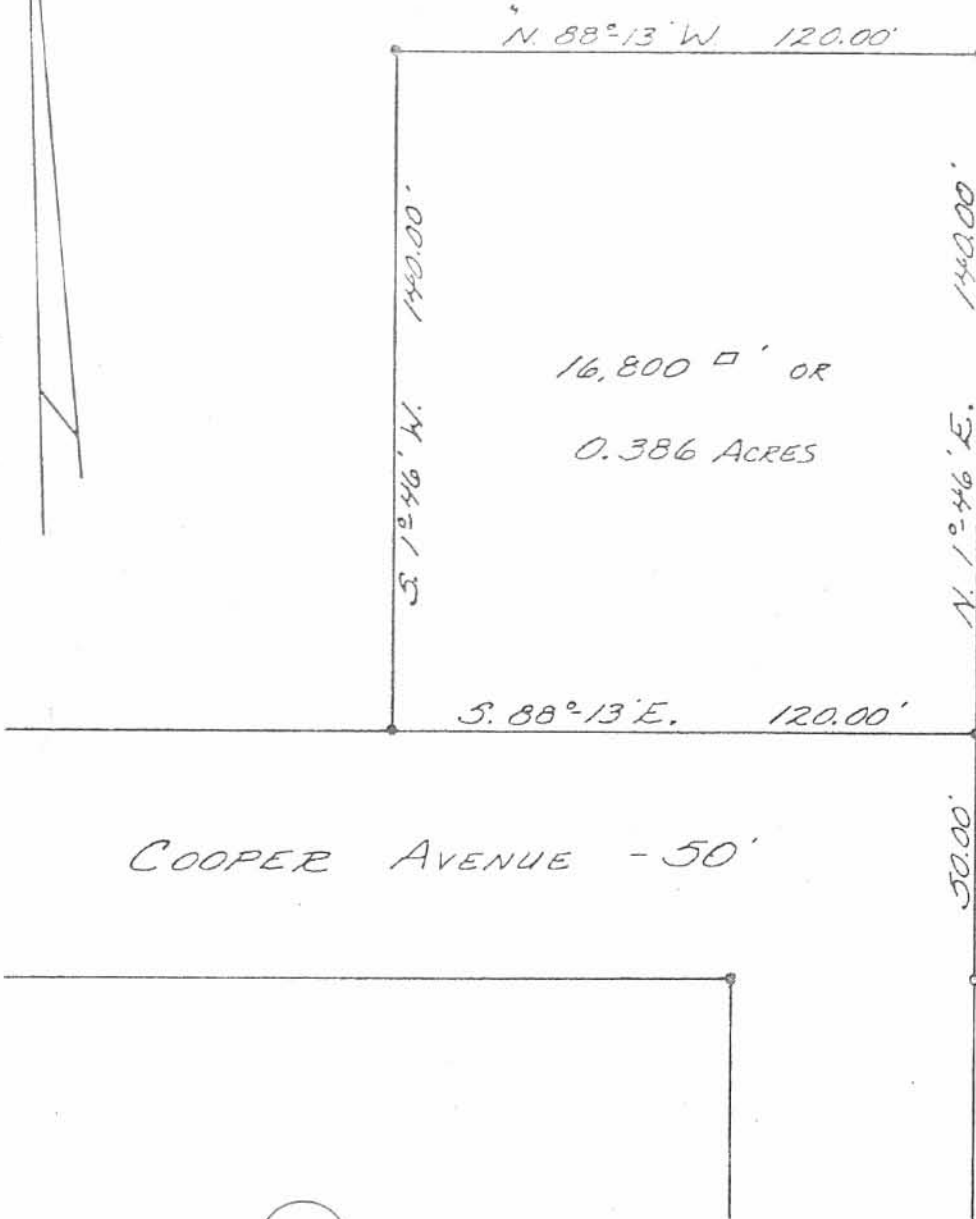 N. 88°-13' W. 120.00'
S. 1°-46' W. 140.00'
N. 1°-46' E. 140.00'
16,800 □' OR
0.386 ACRES
S. 88°-13' E. 120.00'
COOPER AVENUE - 50'
50.00'